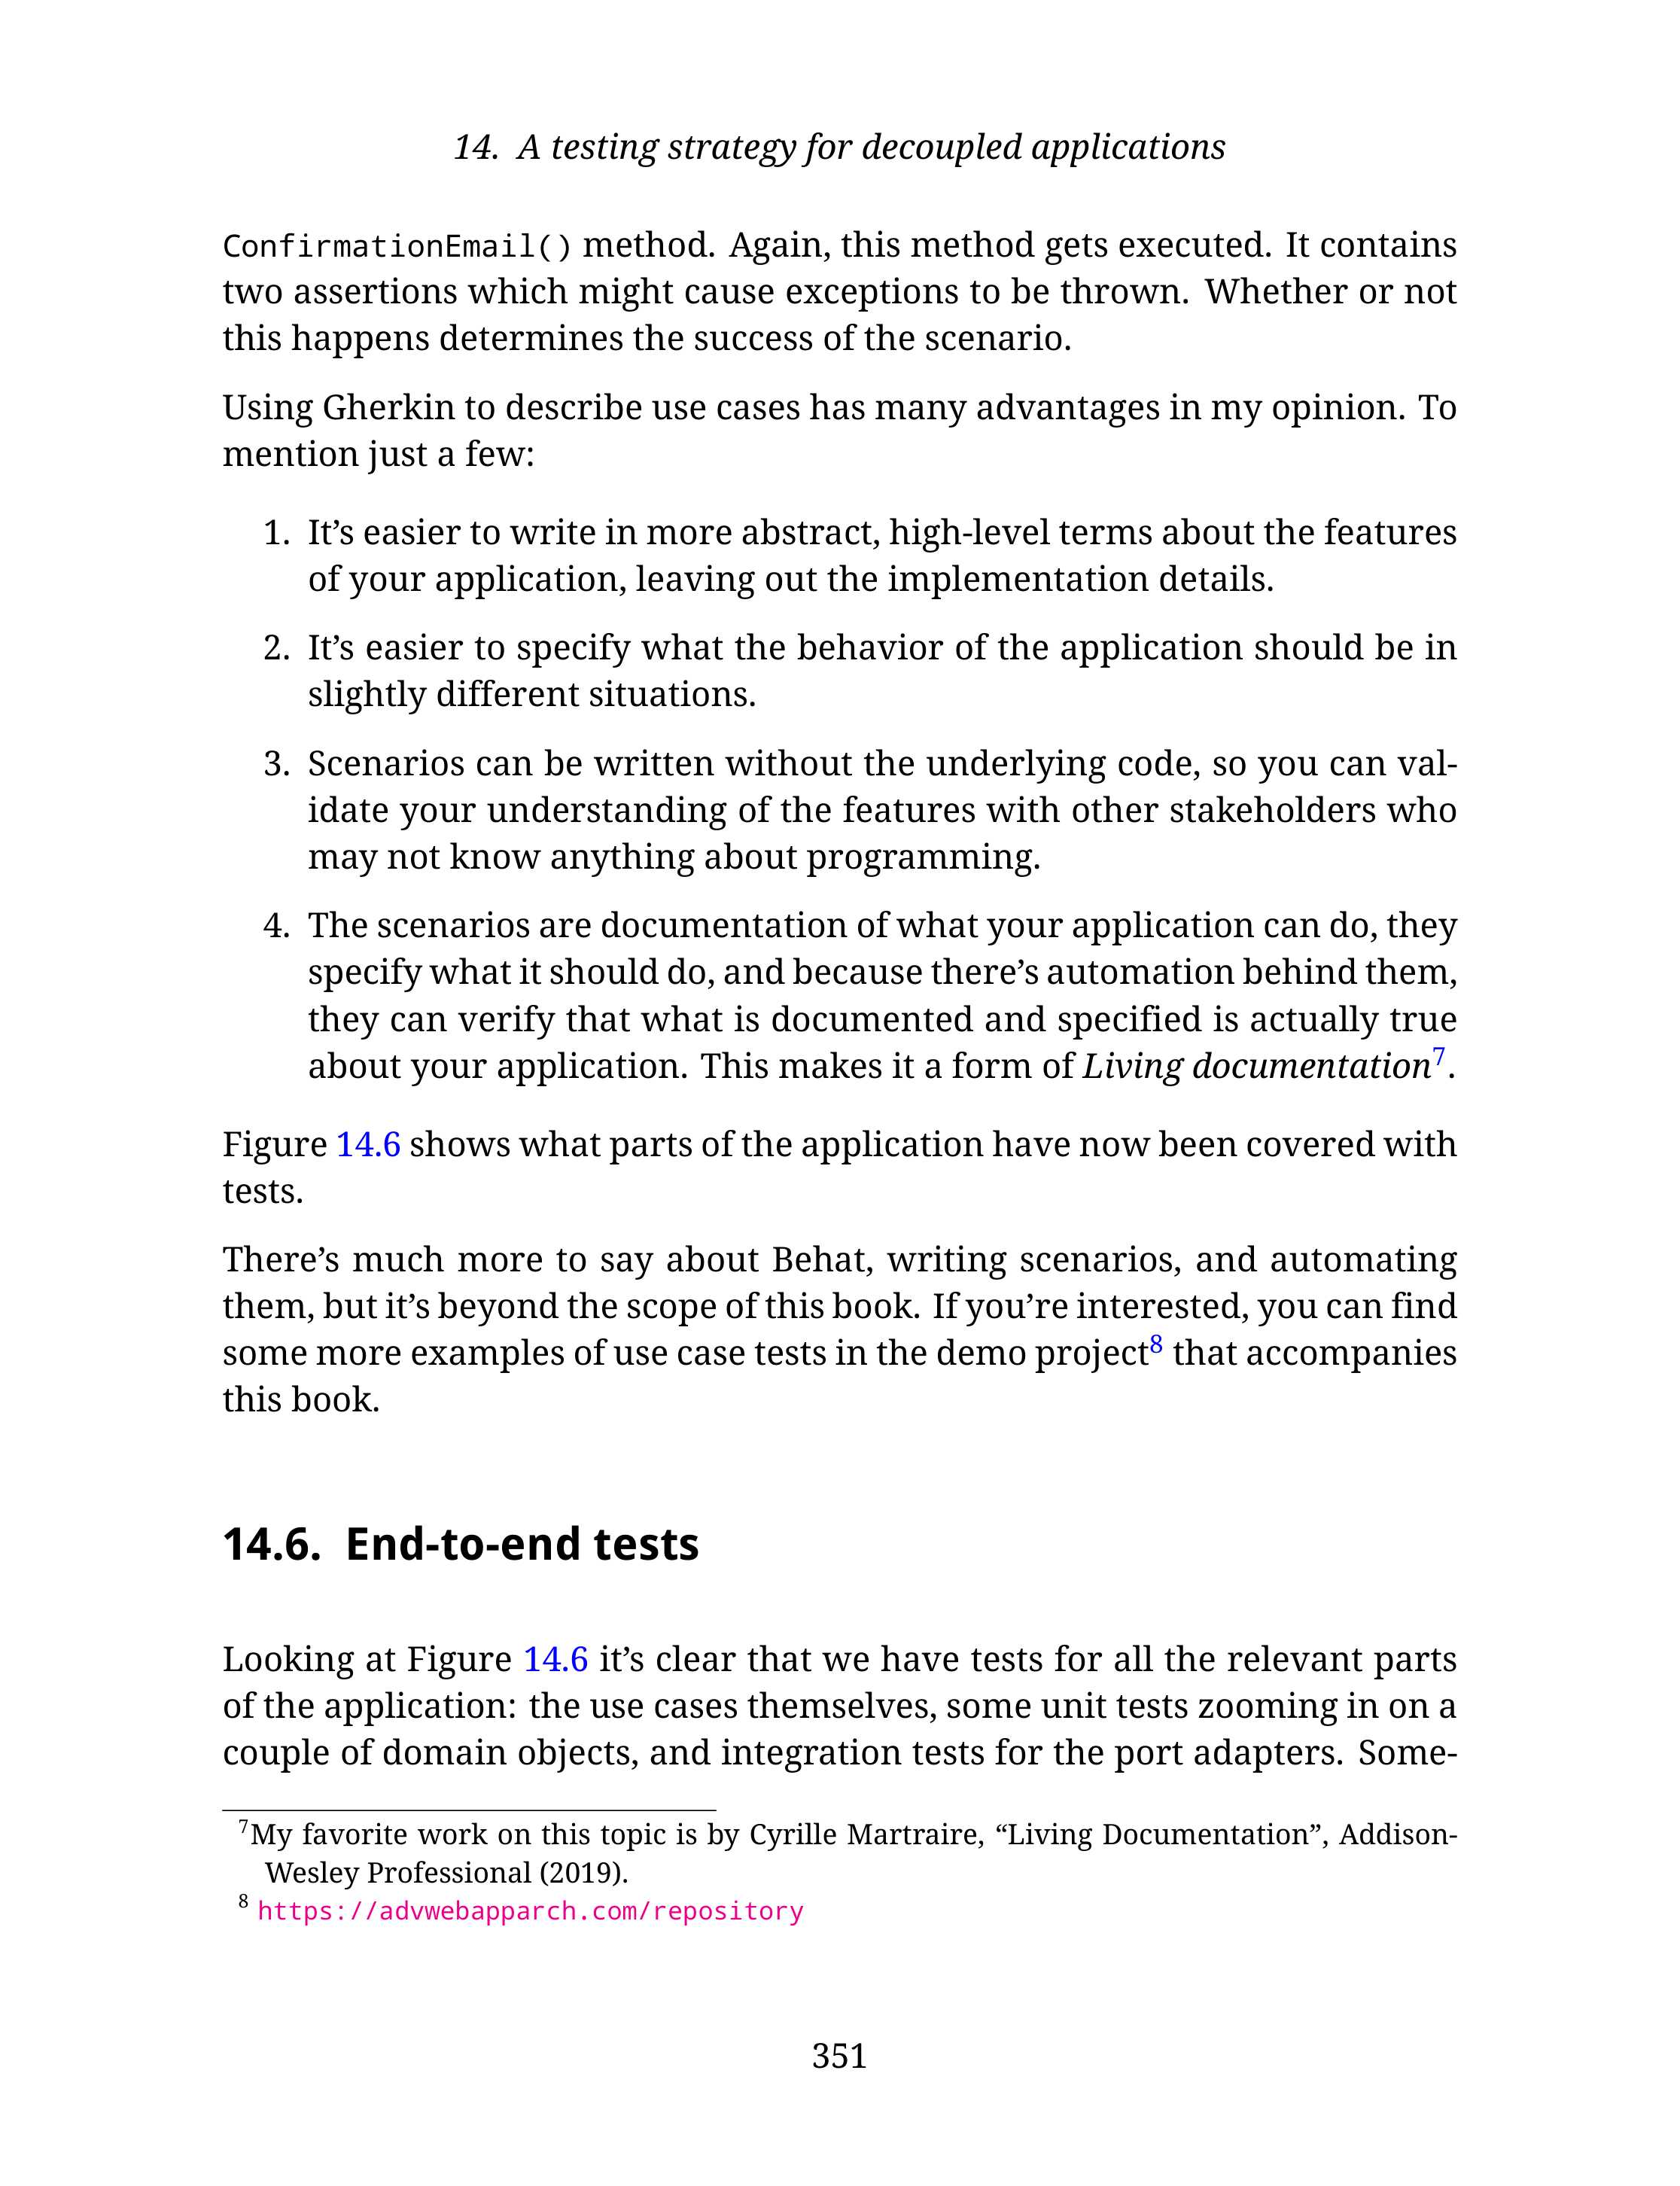 14. A testing strategy for decoupled applications
ConfirmationEmail() method. Again, this method gets executed. It contains
two assertions which might cause exceptions to be thrown. Whether or not
this happens determines the success of the scenario.
Using Gherkin to describe use cases has many advantages in my opinion. To
mention just a few:
1. It’s easier to write in more abstract, high-level terms about the features
of your application, leaving out the implementation details.
2. It’s easier to specify what the behavior of the application should be in
slightly different situations.
3. Scenarios can be written without the underlying code, so you can val-
idate your understanding of the features with other stakeholders who
may not know anything about programming.
4. The scenarios are documentation of what your application can do, they
specify what it should do, and because there’s automation behind them,
they can verify that what is documented and specified is actually true
about your application. This makes it a form of Living documentation7.
Figure 14.6 shows what parts of the application have now been covered with
tests.
There’s much more to say about Behat, writing scenarios, and automating
them, but it’s beyond the scope of this book. If you’re interested, you can find
some more examples of use case tests in the demo project8 that accompanies
this book.
14.6. End-to-end tests
Looking at Figure 14.6 it’s clear that we have tests for all the relevant parts
of the application: the use cases themselves, some unit tests zooming in on a
couple of domain objects, and integration tests for the port adapters. Some-
7My favorite work on this topic is by Cyrille Martraire, “Living Documentation”, Addison-
Wesley Professional (2019).
8 https://advwebapparch.com/repository
351